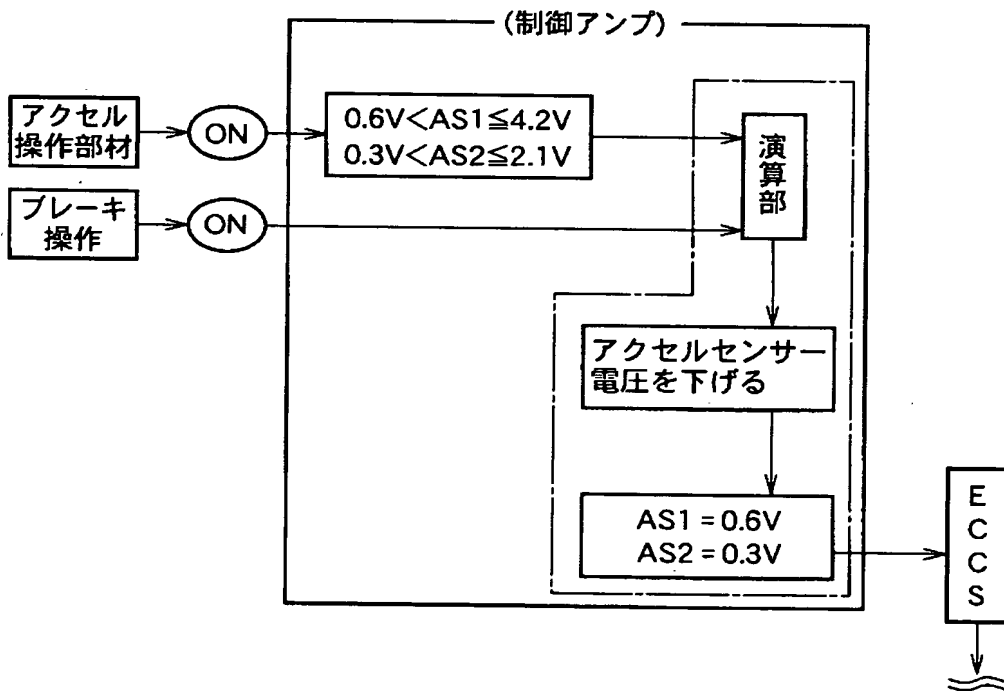 (制御アンプ)
アクセル
操作部材
ON
0.6V<AS1≦4.2V
0.3V<AS2≦2.1V
演算部
ブレーキ
操作
ON
アクセルセンサー
電圧を下げる
AS1=0.6V
AS2=0.3V
ECCS